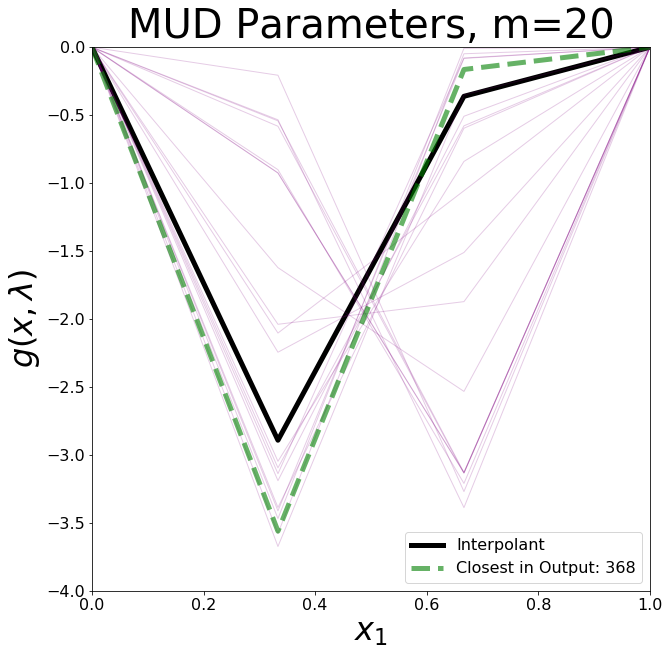 MUD Parameters, m=20
0.0
−0.5
−1.0
−1.5
−2.0
−2.5
−3.0
−3.5
−4.0
g(x, λ)
0.0 0.2 0.4 0.6 0.8 1.0
x₁
Interpolant
Closest in Output: 368